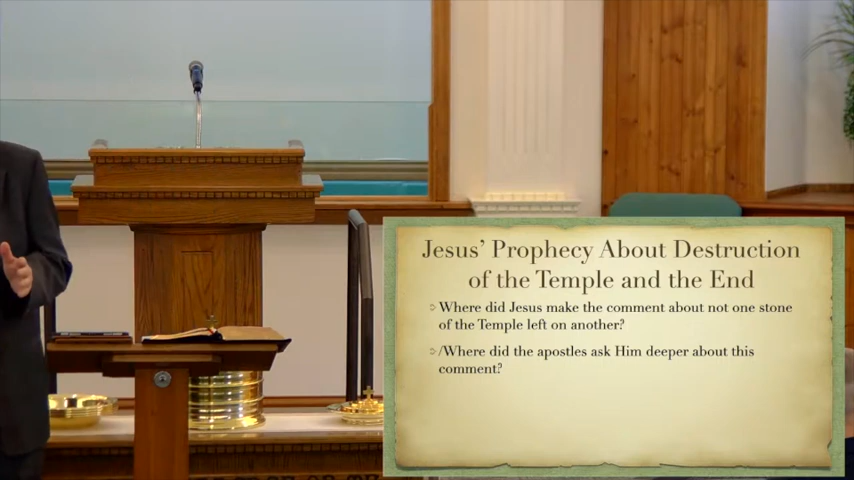 Jesus’ Prophecy About Destruction
of the Temple and the End
Where did Jesus make the comment about not one stone
of the Temple left on another?
/Where did the apostles ask Him deeper about this
comment?